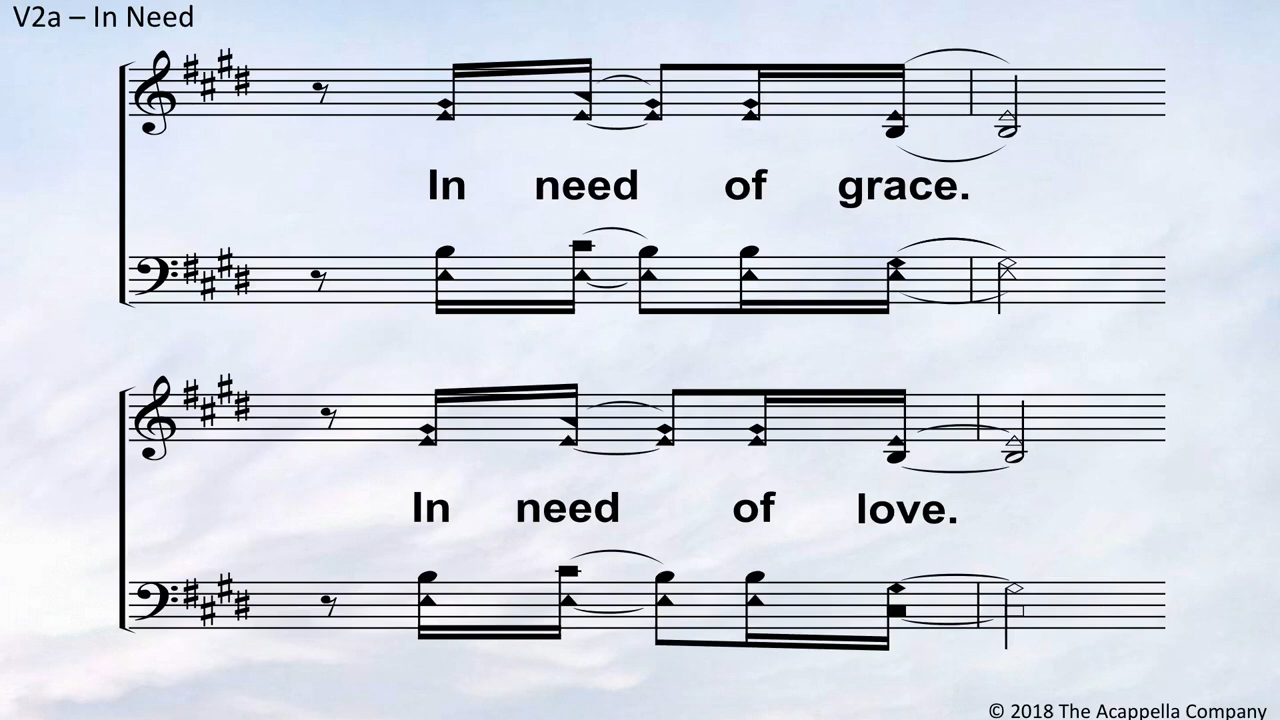 V2a – In Need
In need of grace.
In need of love.
© 2018 The Acappella Company